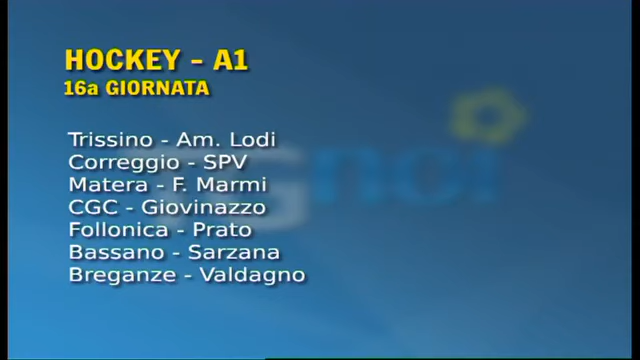 HOCKEY - A1
16a GIORNATA
Trissino - Am. Lodi
Correggio - SPV
Matera - F. Marmi
CGC - Giovinazzo
Follonica - Prato
Bassano - Sarzana
Breganze - Valdagno
noi